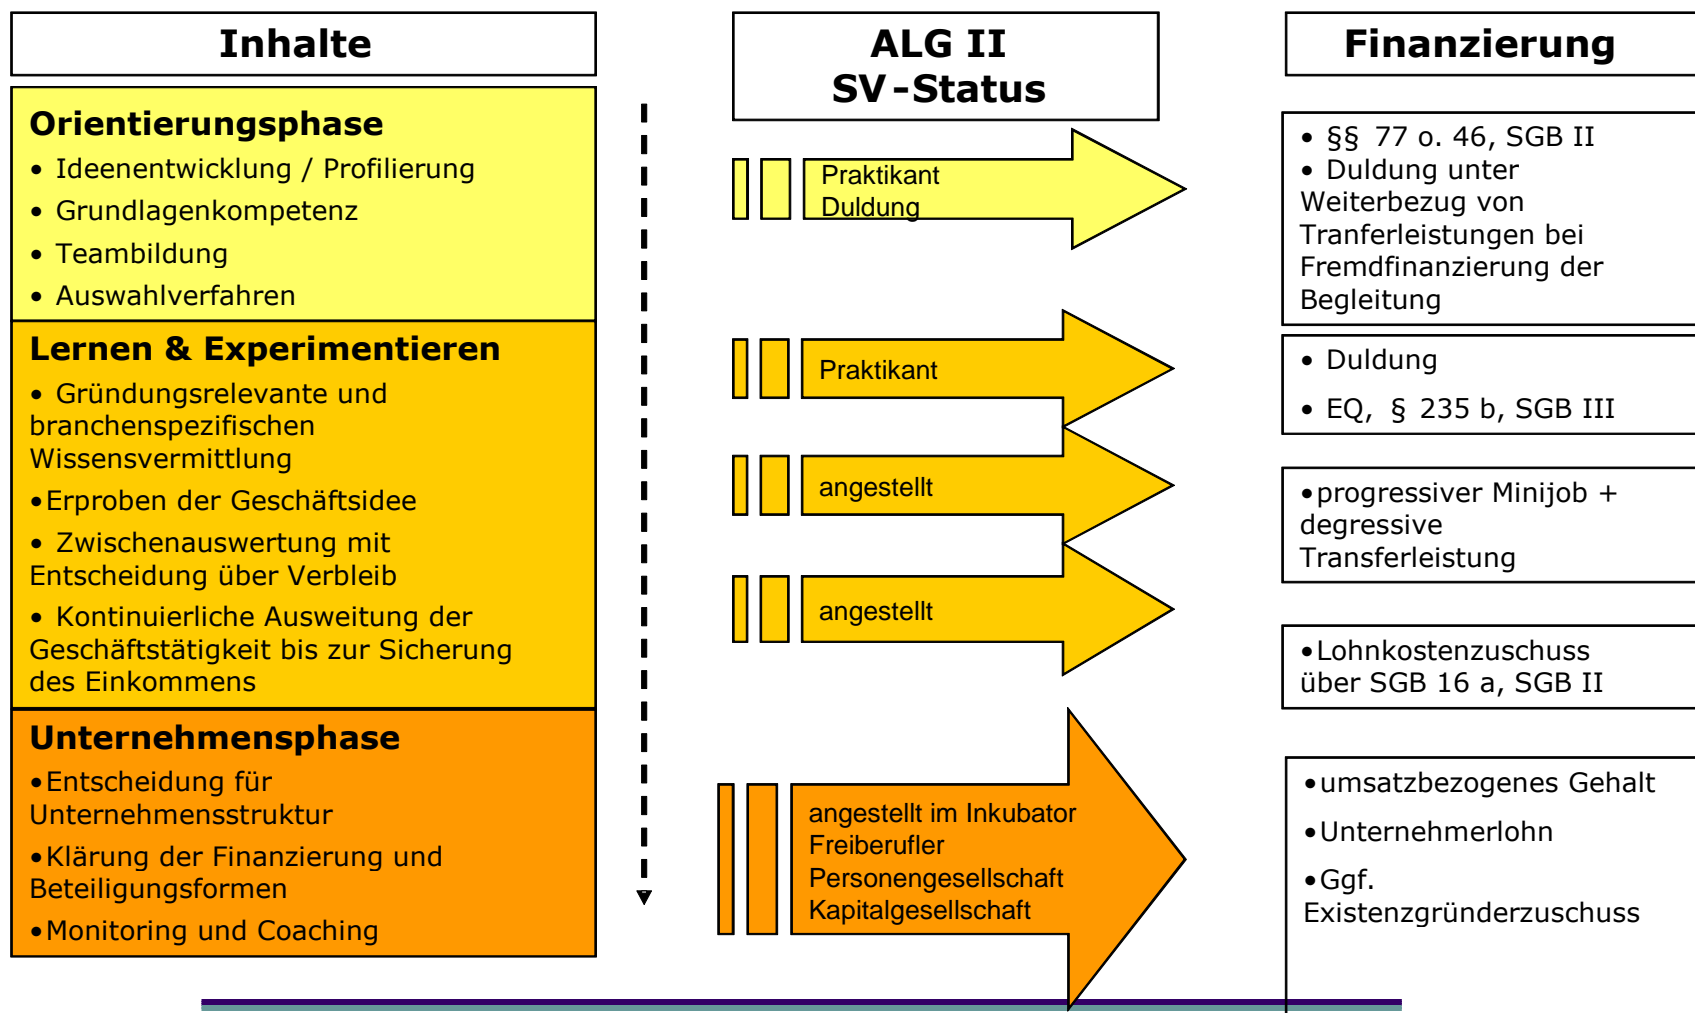 Inhalte
Orientierungsphase
• Ideenentwicklung / Profilierung
• Grundlagenkompetenz
• Teambildung
• Auswahlverfahren
Lernen & Experimentieren
• Gründungsrelevante und
branchenspezifischen
Wissensvermittlung
•Erproben der Geschäftsidee
• Zwischenauswertung mit
Entscheidung über Verbleib
• Kontinuierliche Ausweitung der
Geschäftstätigkeit bis zur Sicherung
des Einkommens
Unternehmensphase
•Entscheidung für
Unternehmensstruktur
•Klärung der Finanzierung und
Beteiligungsformen
•Monitoring und Coaching
ALG II
SV-Status
Praktikant
Duldung
Praktikant
angestellt
angestellt
angestellt im Inkubator
Freiberufler
Personengesellschaft
Kapitalgesellschaft
Finanzierung
• §§ 77 o. 46, SGB II
• Duldung unter
Weiterbezug von
Tranferleistungen bei
Fremdfinanzierung der
Begleitung
• Duldung
• EQ, § 235 b, SGB III
•progressiver Minijob +
degressive
Transferleistung
•Lohnkostenzuschuss
über SGB 16 a, SGB II
•umsatzbezogenes Gehalt
•Unternehmerlohn
•Ggf.
Existenzgründerzuschuss